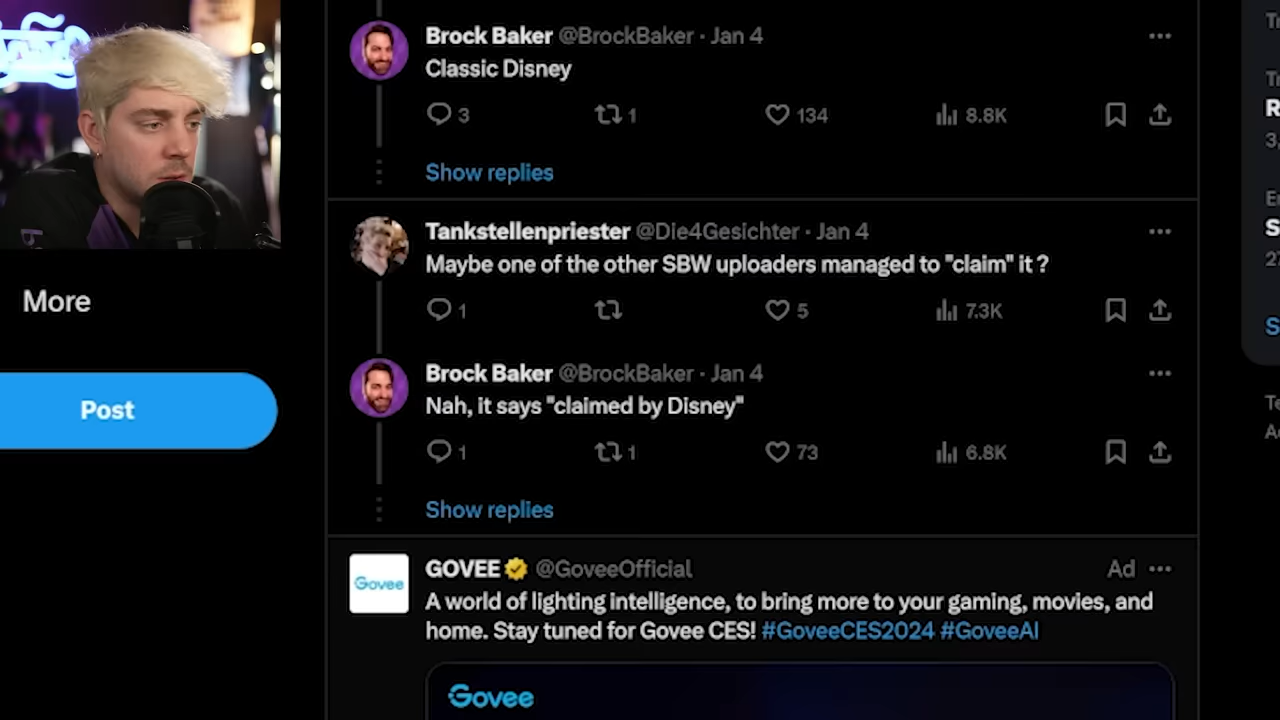 Brock Baker @BrockBaker · Jan 4
Classic Disney
3 1 134 8.8K
Show replies
Tankstellenpriester @Die4Gesichter · Jan 4
Maybe one of the other SBW uploaders managed to "claim" it ?
1 5 7.3K
More
Brock Baker @BrockBaker · Jan 4
Nah, it says "claimed by Disney"
Post
1 1 73 6.8K
Show replies
GOVEE @GoveeOfficial Ad
Govee
A world of lighting intelligence, to bring more to your gaming, movies, and
home. Stay tuned for Govee CES! #GoveeCES2024 #GoveeAI
Govee